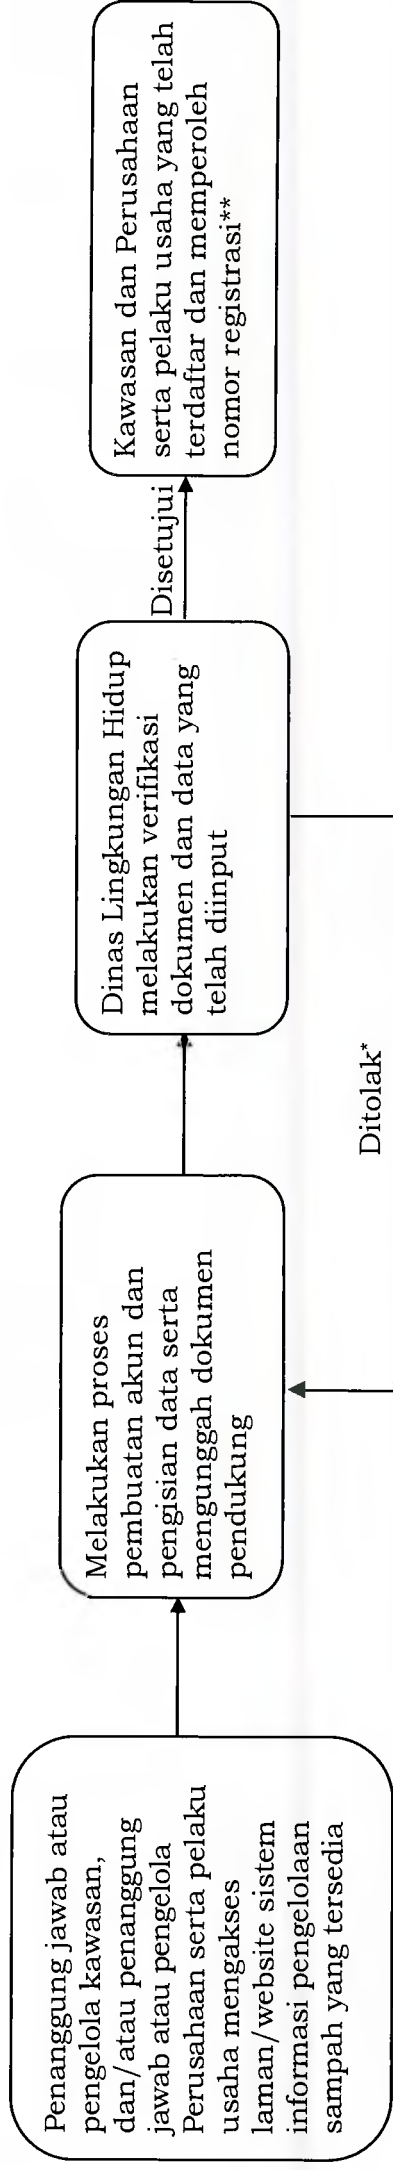 Penanggung jawab atau
pengelola kawasan,
dan/atau penanggung
jawab atau pengelola
Perusahaan serta pelaku
usaha mengakses
laman/website sistem
informasi pengelolaan
sampah yang tersedia
Melakukan proses
pembuatan akun dan
pengisian data serta
mengunggah dokumen
pendukung
Dinas Lingkungan Hidup
melakukan verifikasi
dokumen dan data yang
telah diinput
Disetujui
Kawasan dan Perusahaan
serta pelaku usaha yang telah
terdaftar dan memperoleh
nomor registrasi**
Ditolak*